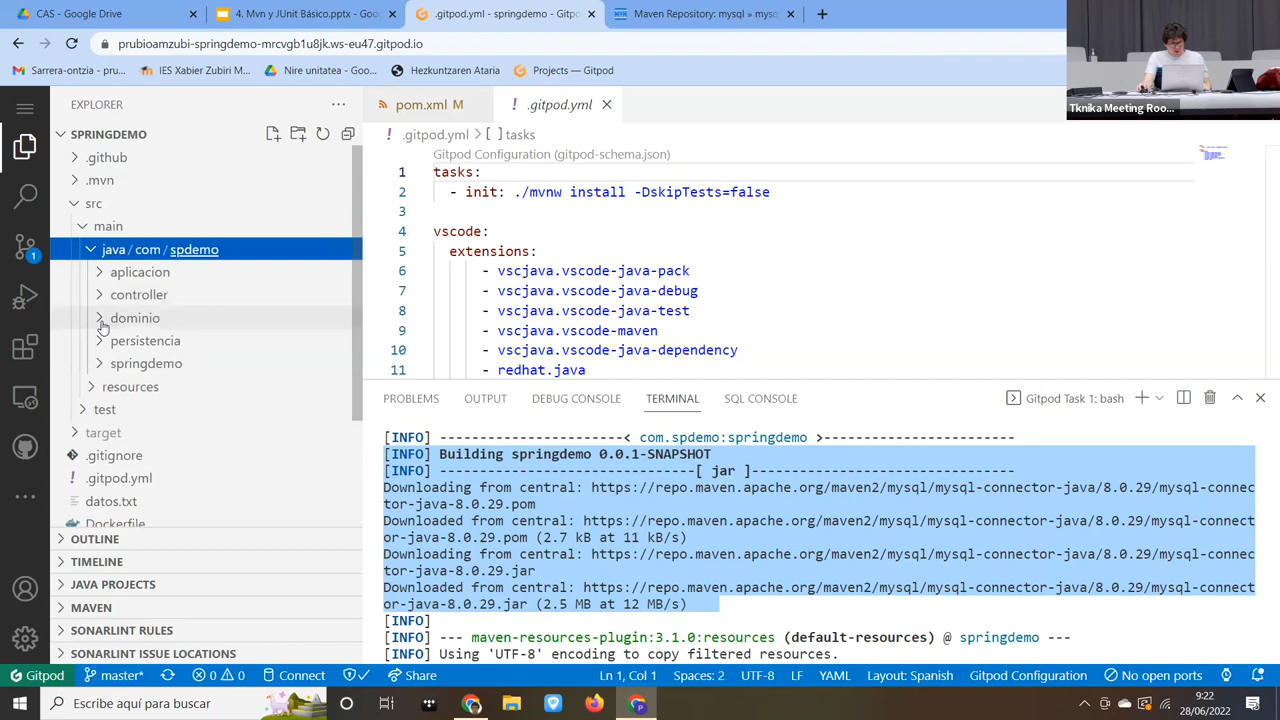 CAS - Google Drive
4. Mvn y JUnit Básico.pptx - Goog
.gitpod.yml - springdemo - Gitpod
Maven Repository: mysql » mysq
prubioamzubi-springdemo-mrcvgb1u8jk.ws-eu47.gitpod.io
Sarrera-ontzia - pru...
IES Xabier Zubiri M...
Nire unitatea - Goo...
Hezkuntzaren Ataria
Projects — Gitpod
Tknika Meeting Roo...
EXPLORER
SPRINGDEMO
.github
.mvn
src
main
java / com / spdemo
aplicacion
controller
dominio
persistencia
springdemo
resources
test
target
.gitignore
.gitpod.yml
datos.txt
Dockerfile
OUTLINE
TIMELINE
JAVA PROJECTS
MAVEN
SONARLINT RULES
SONARLINT ISSUE LOCATIONS
pom.xml M
.gitpod.yml
.gitpod.yml > [ ] tasks
Gitpod Configuration (gitpod-schema.json)
1 tasks:
2 - init: ./mvnw install -DskipTests=false
3
4 vscode:
5 extensions:
6 - vscjava.vscode-java-pack
7 - vscjava.vscode-java-debug
8 - vscjava.vscode-java-test
9 - vscjava.vscode-maven
10 - vscjava.vscode-java-dependency
11 - redhat.java
PROBLEMS OUTPUT DEBUG CONSOLE TERMINAL SQL CONSOLE
Gitpod Task 1: bash
[INFO] -----------------------< com.spdemo:springdemo >------------------------
[INFO] Building springdemo 0.0.1-SNAPSHOT
[INFO] --------------------------------[ jar ]---------------------------------
Downloading from central: https://repo.maven.apache.org/maven2/mysql/mysql-connector-java/8.0.29/mysql-connec
tor-java-8.0.29.pom
Downloaded from central: https://repo.maven.apache.org/maven2/mysql/mysql-connector-java/8.0.29/mysql-connect
or-java-8.0.29.pom (2.7 kB at 11 kB/s)
Downloading from central: https://repo.maven.apache.org/maven2/mysql/mysql-connector-java/8.0.29/mysql-connec
tor-java-8.0.29.jar
Downloaded from central: https://repo.maven.apache.org/maven2/mysql/mysql-connector-java/8.0.29/mysql-connect
or-java-8.0.29.jar (2.5 MB at 12 MB/s)
[INFO]
[INFO] --- maven-resources-plugin:3.1.0:resources (default-resources) @ springdemo ---
[INFO] Using 'UTF-8' encoding to copy filtered resources.
1
Gitpod master* 0 0 Connect Share Ln 1, Col 1 Spaces: 2 UTF-8 LF YAML Layout: Spanish Gitpod Configuration No open ports
Escribe aquí para buscar
9:22
28/06/2022